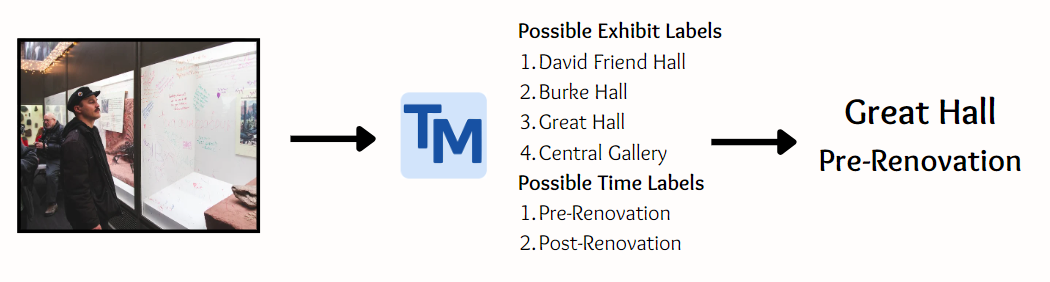 Possible Exhibit Labels
1. David Friend Hall
2. Burke Hall
3. Great Hall
4. Central Gallery
Possible Time Labels
1. Pre-Renovation
2. Post-Renovation
TM
Great Hall
Pre-Renovation